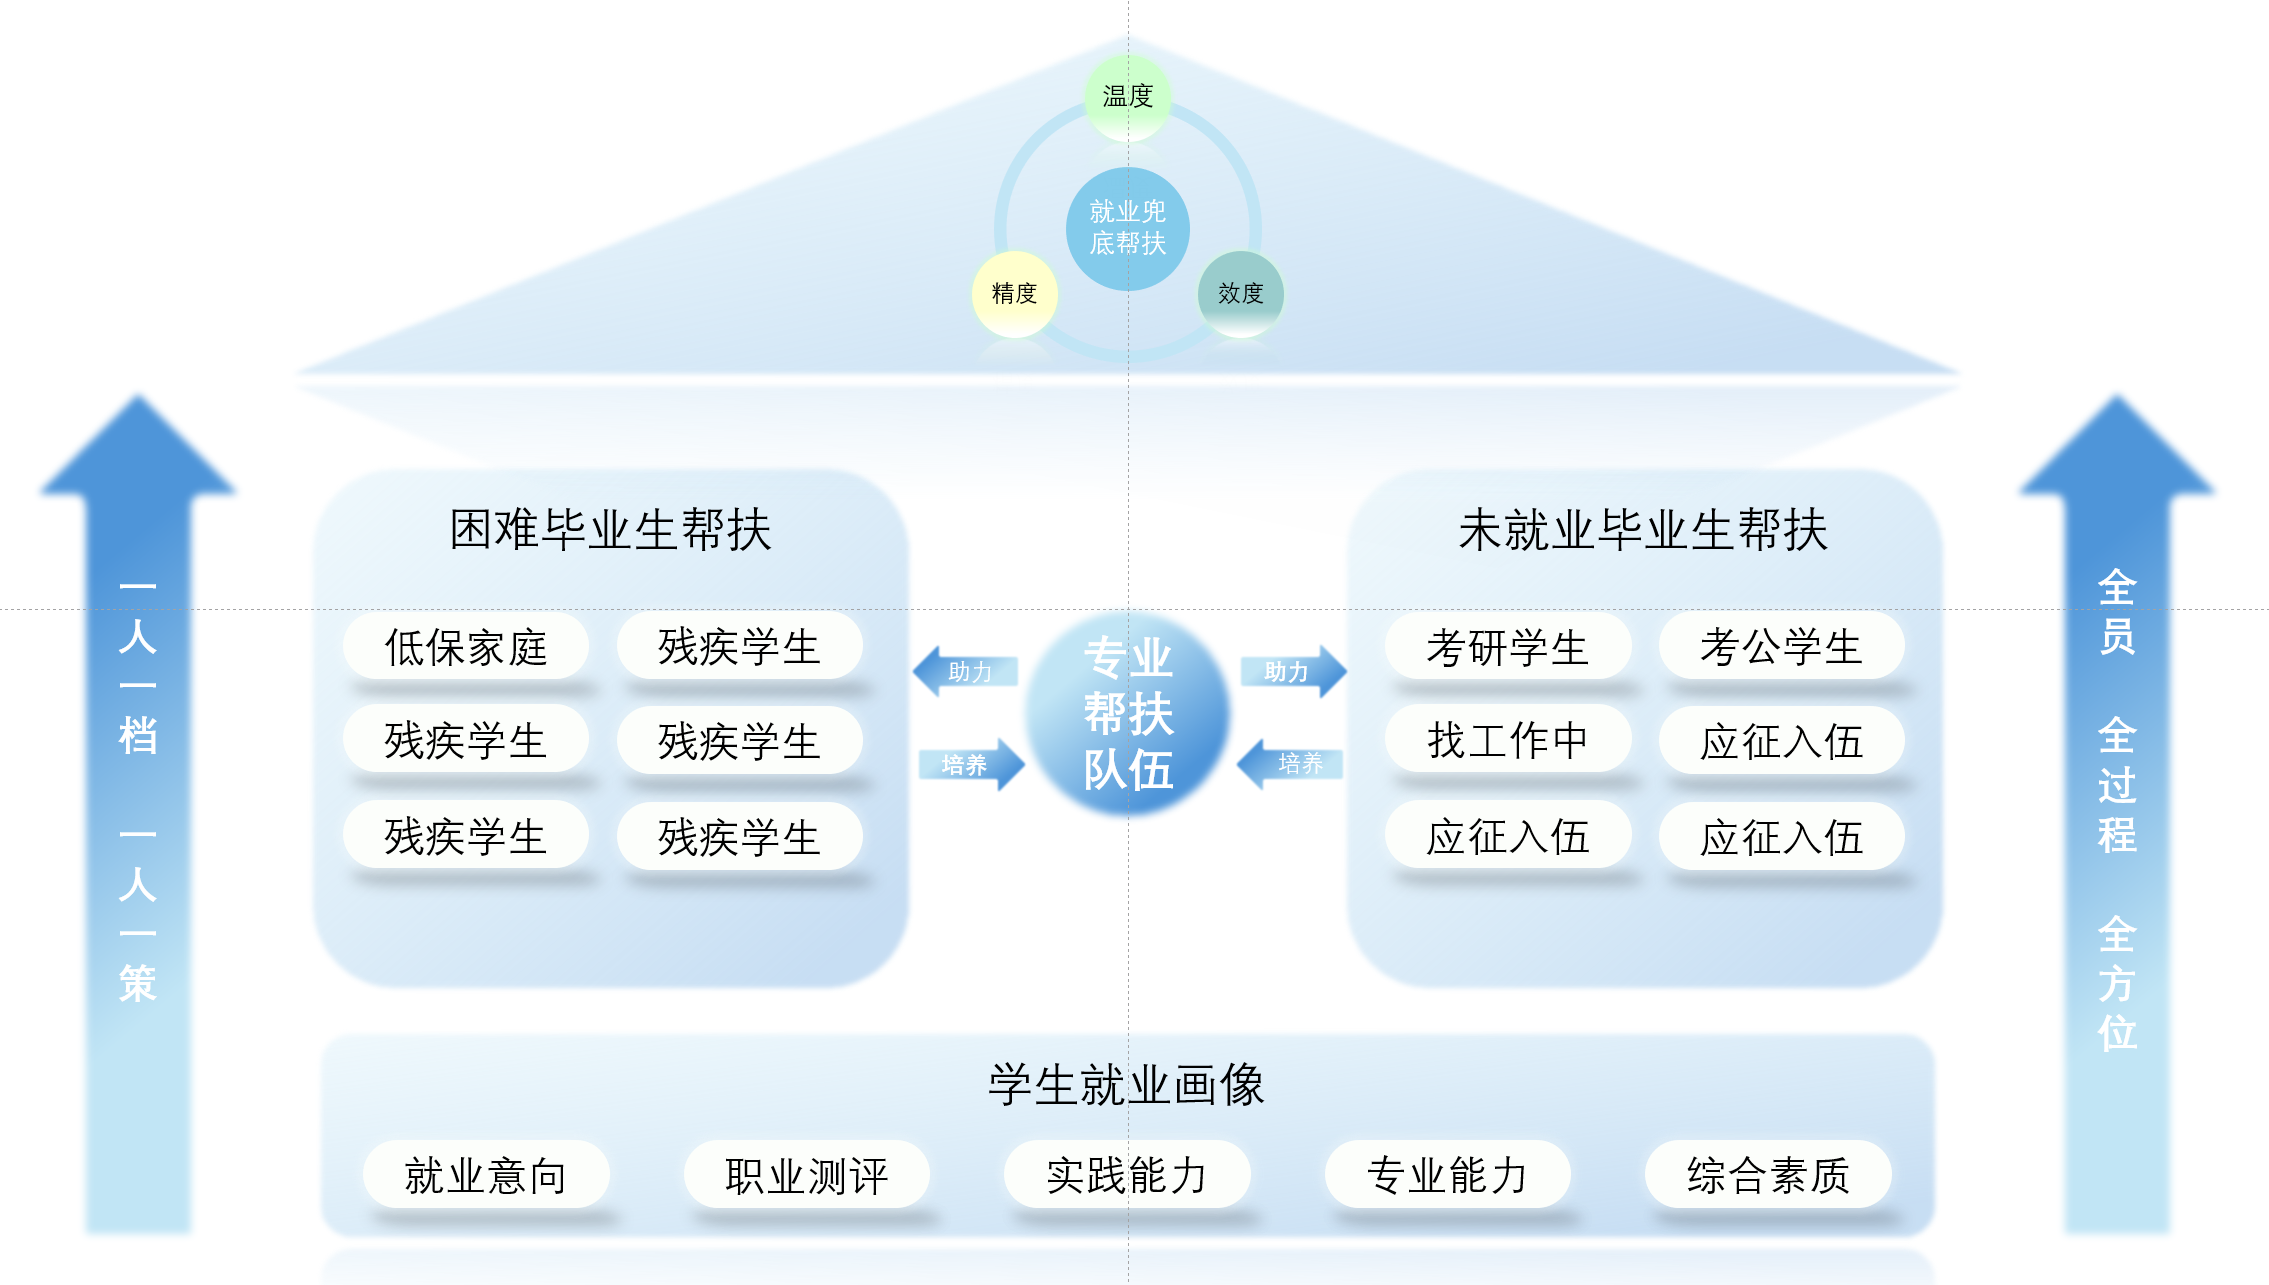 温度
就业兜
底帮扶
精度
效度
一人一档 一人一策
困难毕业生帮扶
低保家庭
残疾学生
残疾学生
残疾学生
残疾学生
残疾学生
助力
培养
专业
帮扶
队伍
助力
培养
未就业毕业生帮扶
考研学生
考公学生
找工作中
应征入伍
应征入伍
应征入伍
全员 全过程 全方位
学生就业画像
就业意向
职业测评
实践能力
专业能力
综合素质